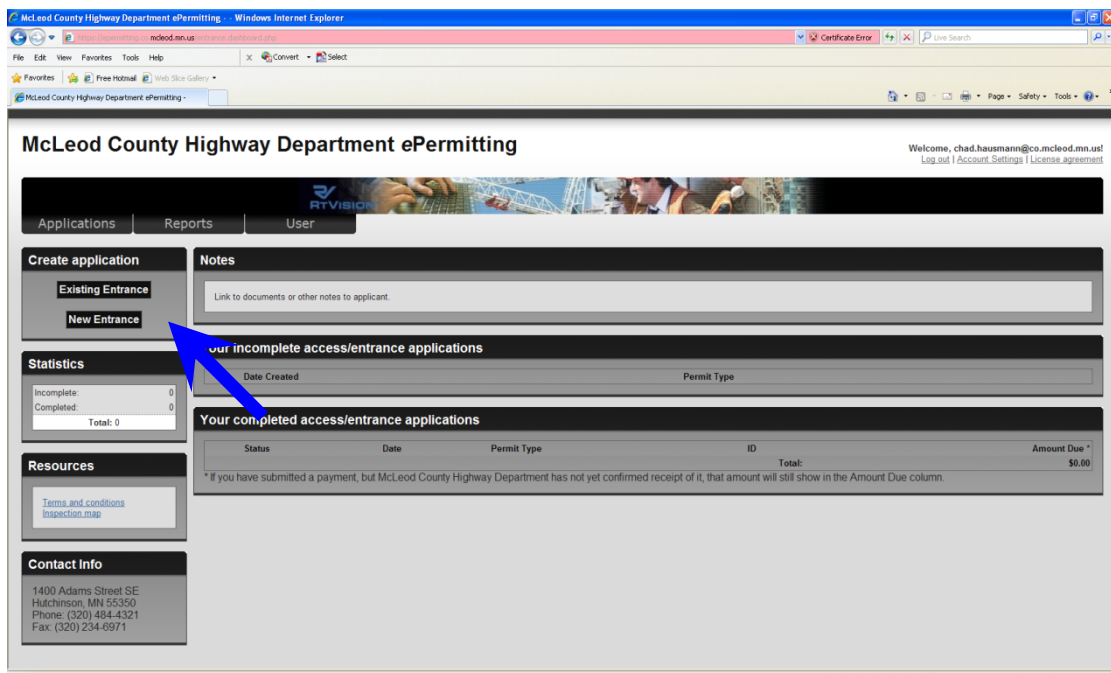 McLeod County Highway Department ePermitting - - Windows Internet Explorer
https://epermitting.co.mcleod.mn.us/entrance.dashboard.php
Certificate Error
Live Search
File Edit View Favorites Tools Help
x Convert Select
Favorites Free Hotmail Web Slice Gallery
McLeod County Highway Department ePermitting -
Page Safety Tools
McLeod County Highway Department ePermitting
Welcome, chad.hausmann@co.mcleod.mn.us!
Log out | Account Settings | License agreement
RTVISION
Applications Reports User
Create application
Existing Entrance
New Entrance
Notes
Link to documents or other notes to applicant.
Statistics
Incomplete: 0
Completed: 0
Total: 0
our incomplete access/entrance applications
Date Created Permit Type
Your completed access/entrance applications
Status Date Permit Type ID Amount Due *
Total: $0.00
* If you have submitted a payment, but McLeod County Highway Department has not yet confirmed receipt of it, that amount will still show in the Amount Due column.
Resources
Terms and conditions
Inspection map
Contact Info
1400 Adams Street SE
Hutchinson, MN 55350
Phone: (320) 484-4321
Fax: (320) 234-6971